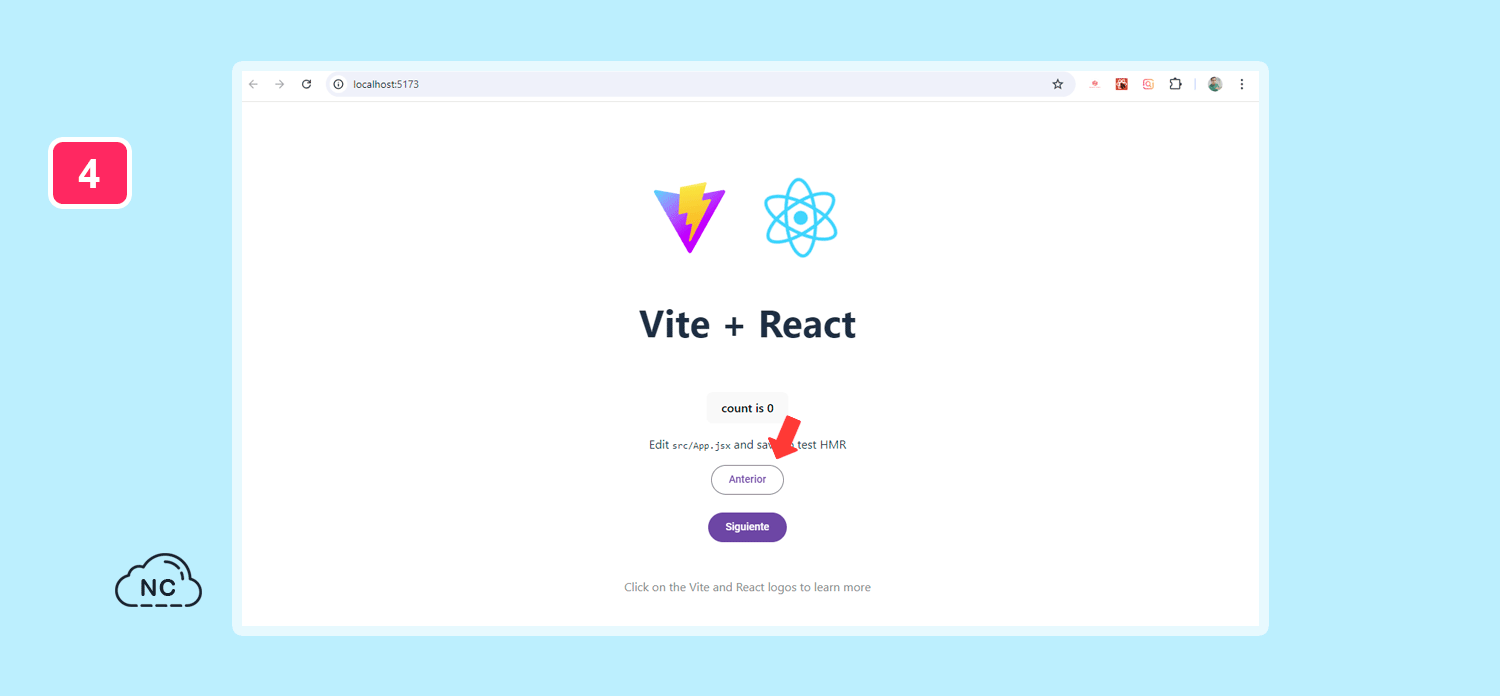 localhost:5173
4
Vite + React
count is 0
Edit src/App.jsx and sav test HMR
Anterior
Siguiente
NC
Click on the Vite and React logos to learn more